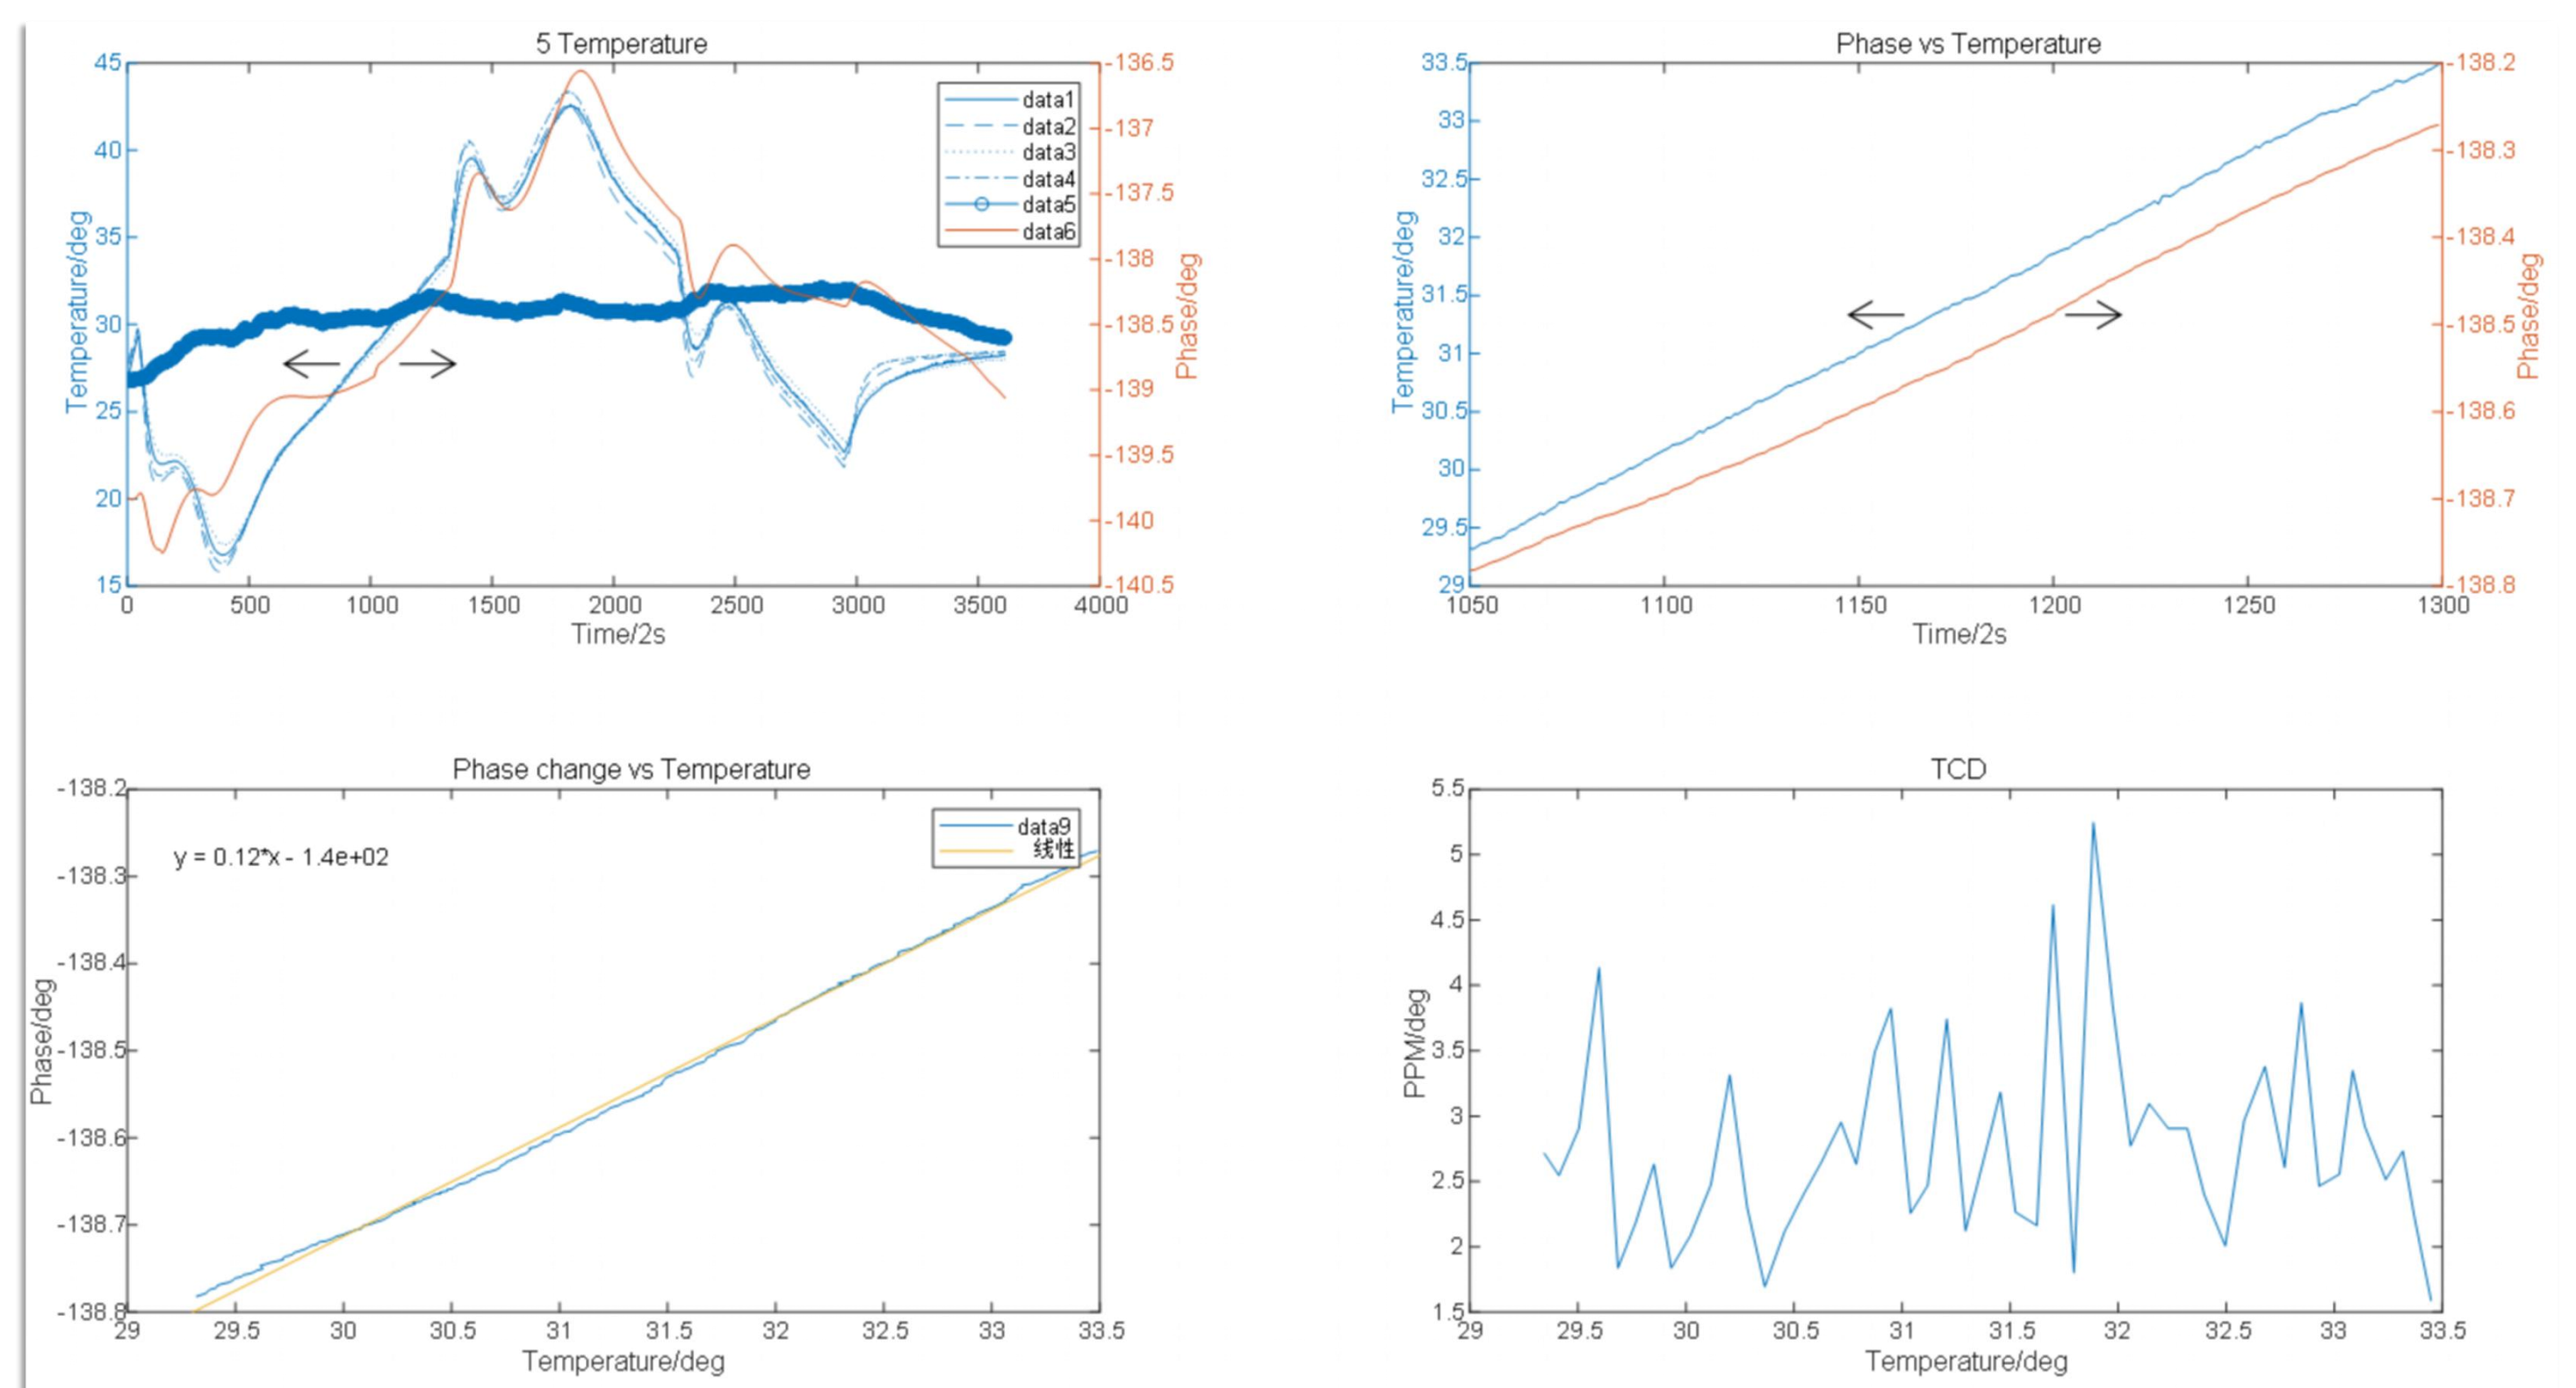 5 Temperature
45
40
35
30
25
20
15
Temperature/deg
0 500 1000 1500 2000 2500 3000 3500 4000
Time/2s
-136.5
-137
-137.5
-138
-138.5
-139
-139.5
-140
-140.5
Phase/deg
data1
data2
data3
data4
data5
data6
Phase vs Temperature
33.5
33
32.5
32
31.5
31
30.5
30
29.5
29
Temperature/deg
1050 1100 1150 1200 1250 1300
Time/2s
-138.2
-138.3
-138.4
-138.5
-138.6
-138.7
-138.8
Phase/deg
Phase change vs Temperature
-138.2
-138.3
-138.4
-138.5
-138.6
-138.7
-138.8
Phase/deg
y = 0.12*x - 1.4e+02
data9
线性
29 29.5 30 30.5 31 31.5 32 32.5 33 33.5
Temperature/deg
TCD
5.5
5
4.5
4
3.5
3
2.5
2
1.5
PPM/deg
29 29.5 30 30.5 31 31.5 32 32.5 33 33.5
Temperature/deg